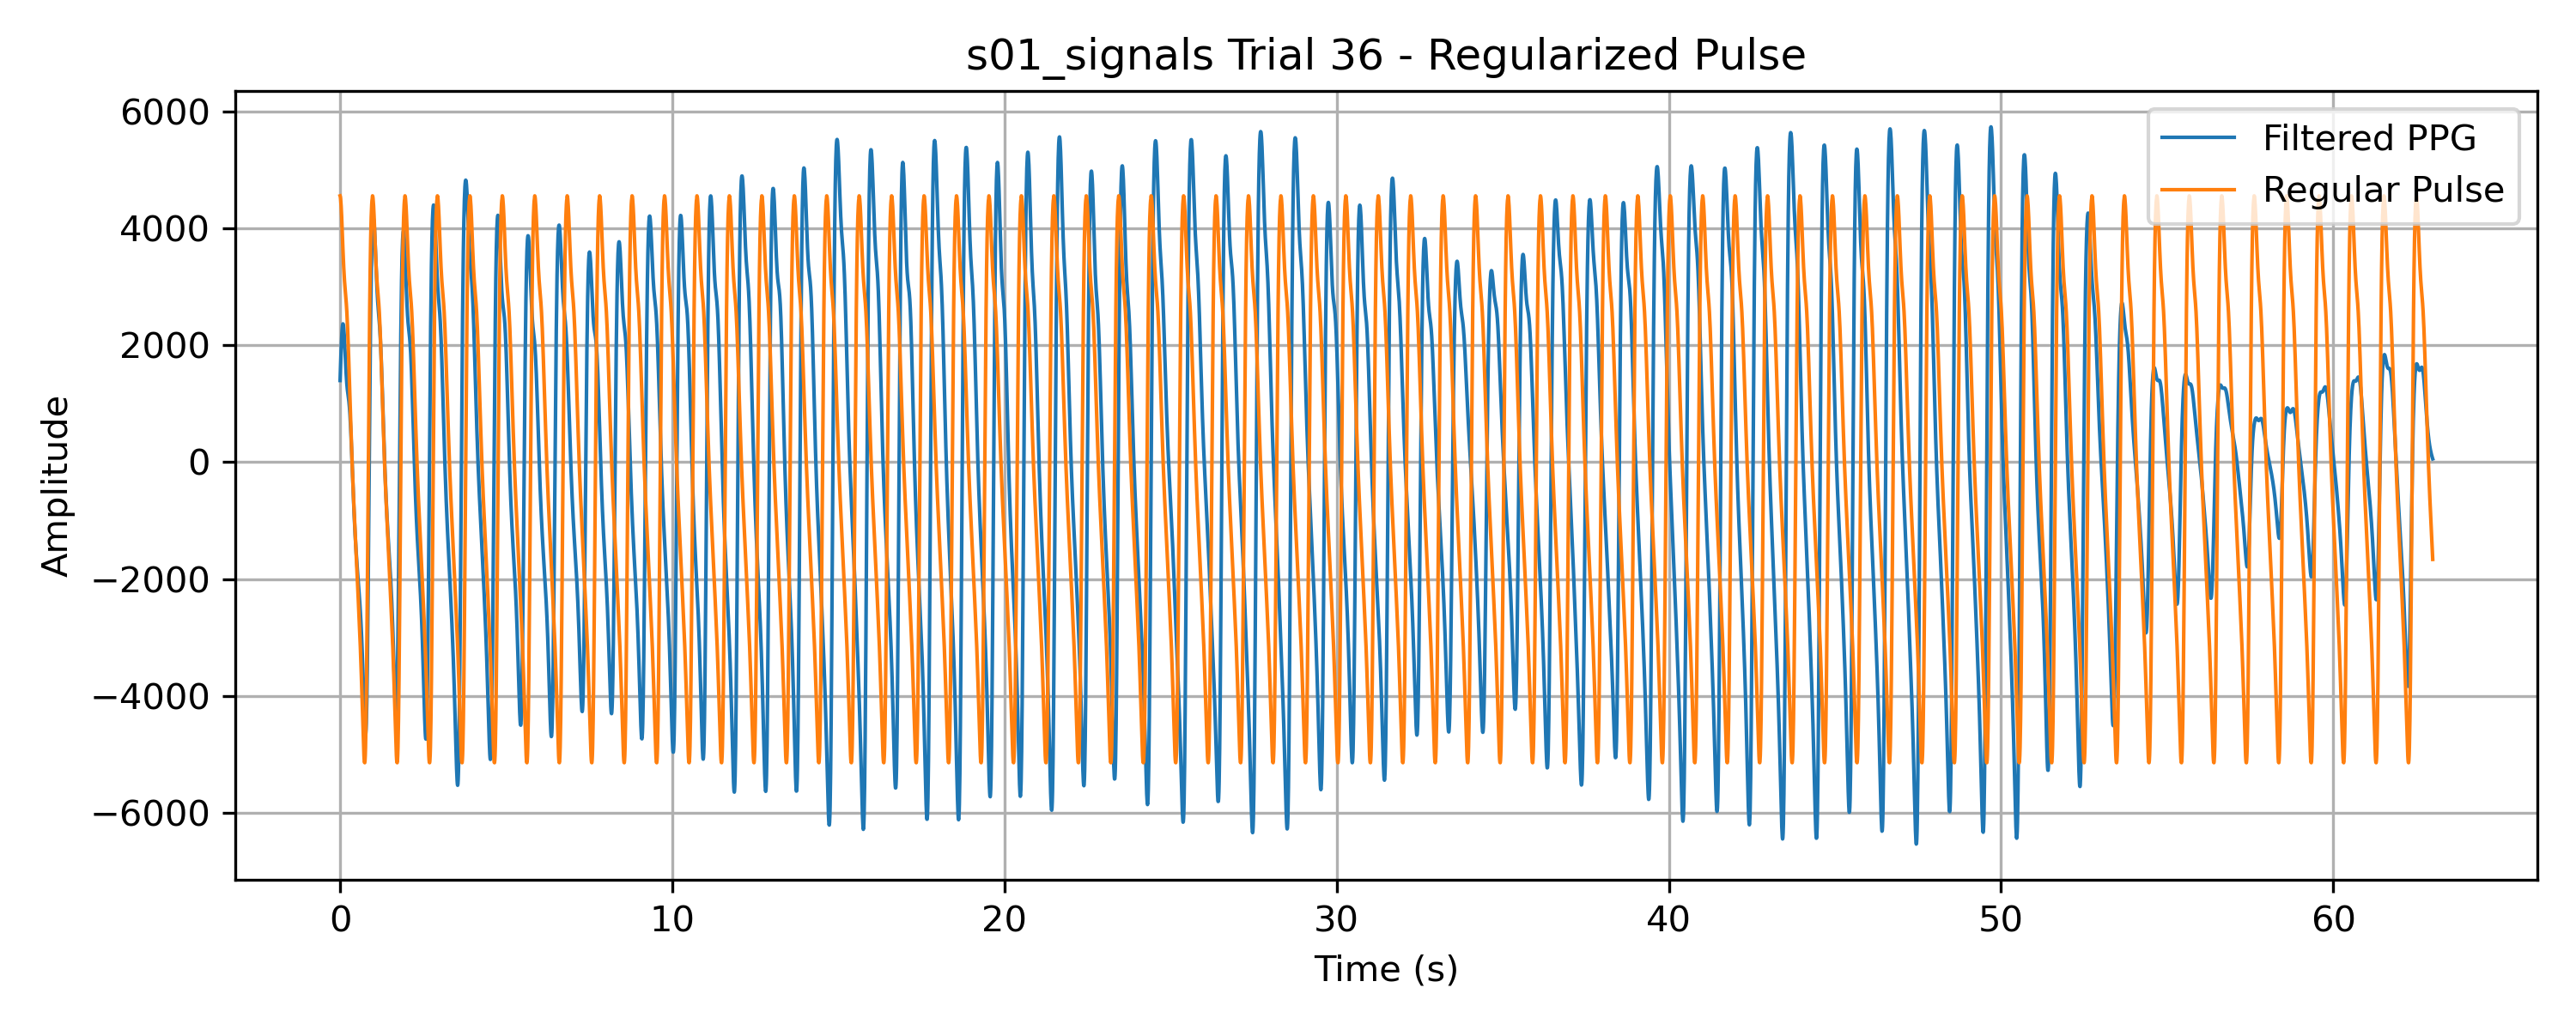 s01_signals Trial 36 - Regularized Pulse
Filtered PPG
Regular Pulse
Amplitude
6000
4000
2000
0
−2000
−4000
−6000
0 10 20 30 40 50 60
Time (s)